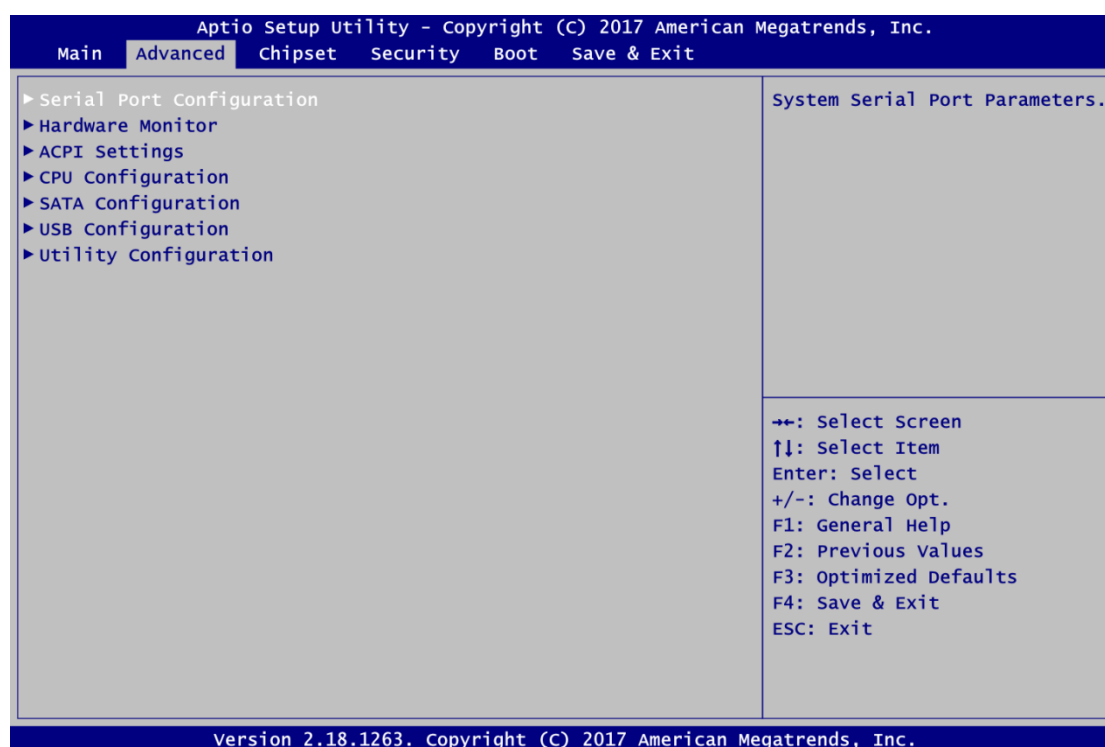 Aptio Setup Utility – Copyright (C) 2017 American Megatrends, Inc.
Main Advanced Chipset Security Boot Save & Exit
▶ Serial Port Configuration
▶ Hardware Monitor
▶ ACPI Settings
▶ CPU Configuration
▶ SATA Configuration
▶ USB Configuration
▶ Utility Configuration
System Serial Port Parameters.
→←: Select Screen
↑↓: Select Item
Enter: Select
+/-: Change Opt.
F1: General Help
F2: Previous Values
F3: Optimized Defaults
F4: Save & Exit
ESC: Exit
Version 2.18.1263. Copyright (C) 2017 American Megatrends, Inc.